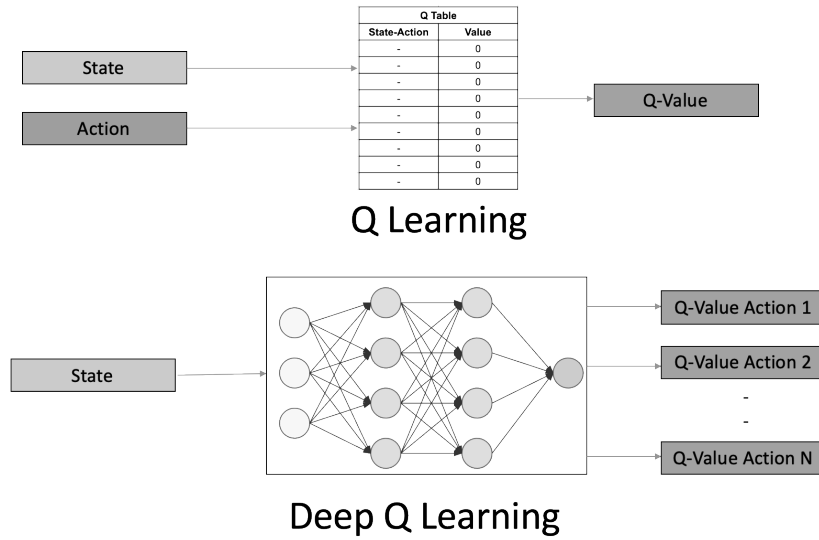 Q Table
State-Action Value
- 0
- 0
- 0
- 0
- 0
- 0
- 0
- 0
- 0
State
Action
Q-Value
Q Learning
State
Q-Value Action 1
Q-Value Action 2
-
-
Q-Value Action N
Deep Q Learning